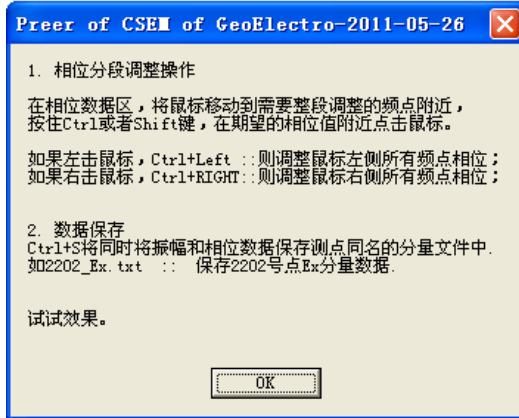 Preer of CSEM of GeoElectro-2011-05-26
1. 相位分段调整操作
在相位数据区，将鼠标移动到需要整段调整的频点附近，
按住Ctrl或者Shift键，在期望的相位值附近点击鼠标。
如果左击鼠标，Ctrl+Left ::则调整鼠标左侧所有频点相位；
如果右击鼠标，Ctrl+RIGHT::则调整鼠标右侧所有频点相位；
2. 数据保存
Ctrl+S将同时将振幅和相位数据保存测点同名的分量文件中.
如2202_Ex.txt :: 保存2202号点Ex分量数据.
试试效果。
OK